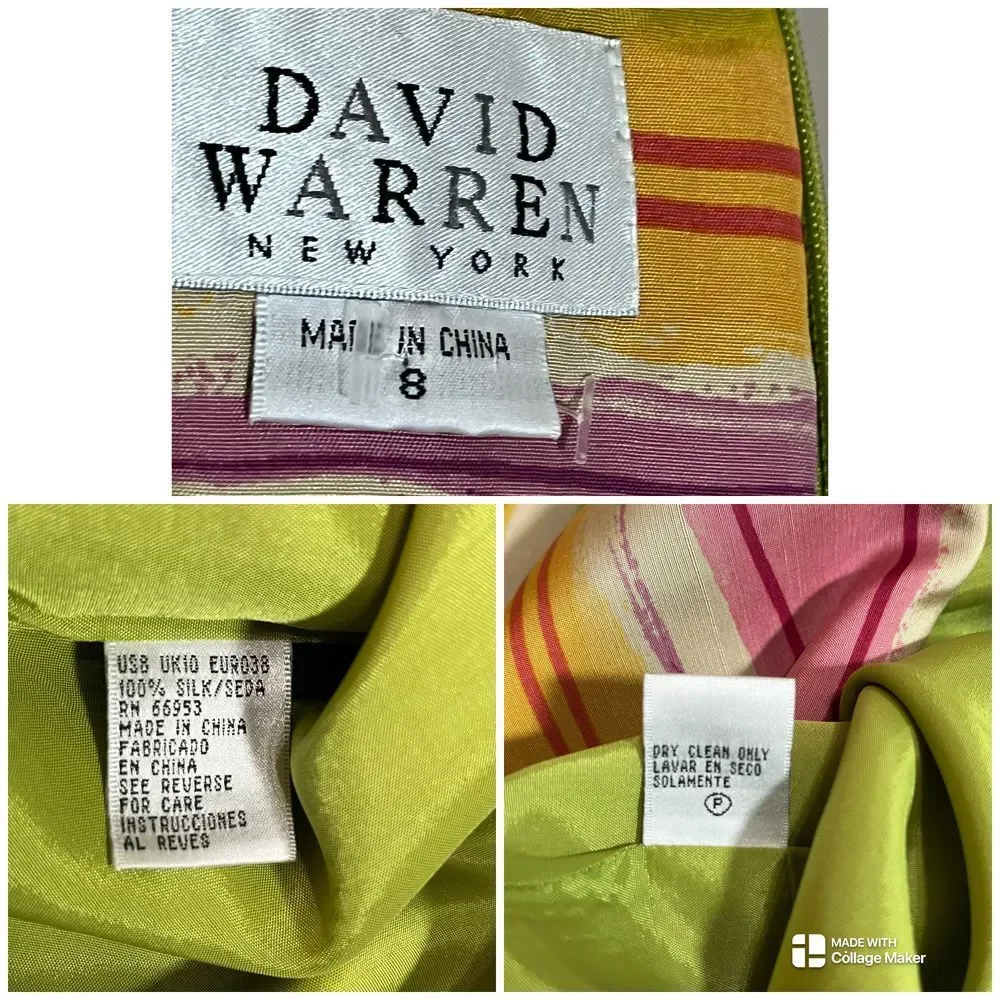 DAVID
WARREN
NEW YORK
MADE IN CHINA
8
US8 UK10 EURO38
100% SILK/SEDA
RN 66953
MADE IN CHINA
FABRICADO
EN CHINA
SEE REVERSE
FOR CARE
INSTRUCCIONES
AL REVES
DRY CLEAN ONLY
LAVAR EN SECO
SOLAMENTE
P
MADE WITH
Collage Maker